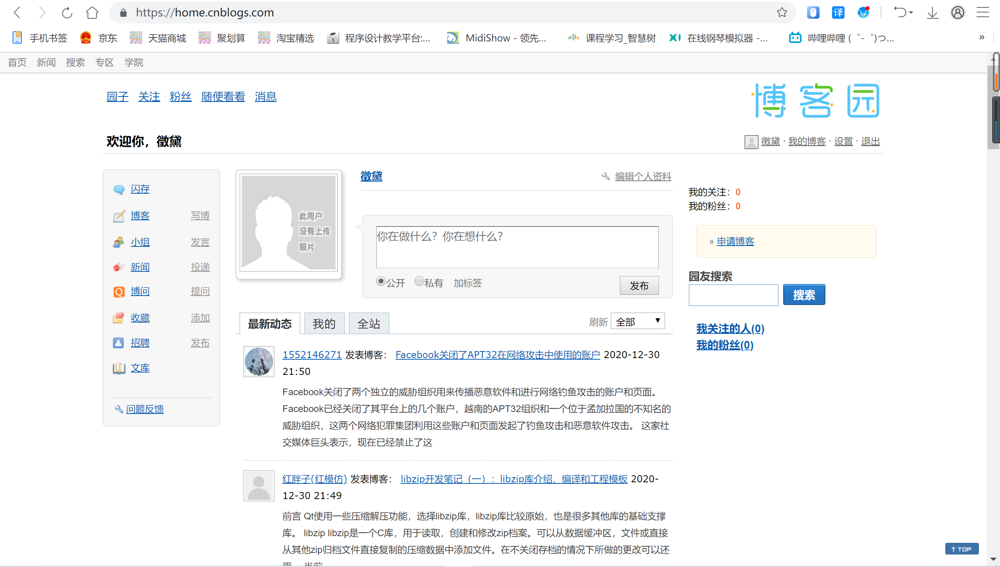 https://home.cnblogs.com
译
手机书签 京东 天猫商城 聚划算 淘宝精选 程序设计教学平台:... MidiShow - 领先... 课程学习_智慧树 在线钢琴模拟器 -... 哔哩哔哩 ( ゜- ゜)つ... »
首页 新闻 搜索 专区 学院
园子 · 关注 · 粉丝 · 随便看看 · 消息
博客园
欢迎你，徵黛
徵黛 · 我的博客 · 设置 · 退出
闪存
博客 写博
小组 发言
新闻 投递
博问 提问
收藏 添加
招聘 发布
文库
问题反馈
此用户
没有上传
照片
徵黛 编辑个人资料
你在做什么？你在想什么？
公开 私有 加标签 发布
最新动态 我的 全站 刷新 全部
1552146271 发表博客： Facebook关闭了APT32在网络攻击中使用的账户 2020-12-30
21:50
Facebook关闭了两个独立的威胁组织用来传播恶意软件和进行网络钓鱼攻击的账户和页面。
Facebook已经关闭了其平台上的几个账户，越南的APT32组织和一个位于孟加拉国的不知名的
威胁组织，这两个网络犯罪集团利用这些账户和页面发起了钓鱼攻击和恶意软件攻击。 这家社
交媒体巨头表示，现在已经禁止了这
红胖子(红模仿) 发表博客： libzip开发笔记（一）：libzip库介绍、编译和工程模板 2020-
12-30 21:49
前言 Qt使用一些压缩解压功能，选择libzip库，libzip库比较原始，也是很多其他库的基础支撑
库。 libzip libzip是一个C库，用于读取，创建和修改zip档案。可以从数据缓冲区，文件或直接
从其他zip归档文件直接复制的压缩数据中添加文件。在不关闭存档的情况下所做的更改可以还
我的关注：0
我的粉丝：0
» 申请博客
园友搜索
搜索
我关注的人(0)
我的粉丝(0)
TOP